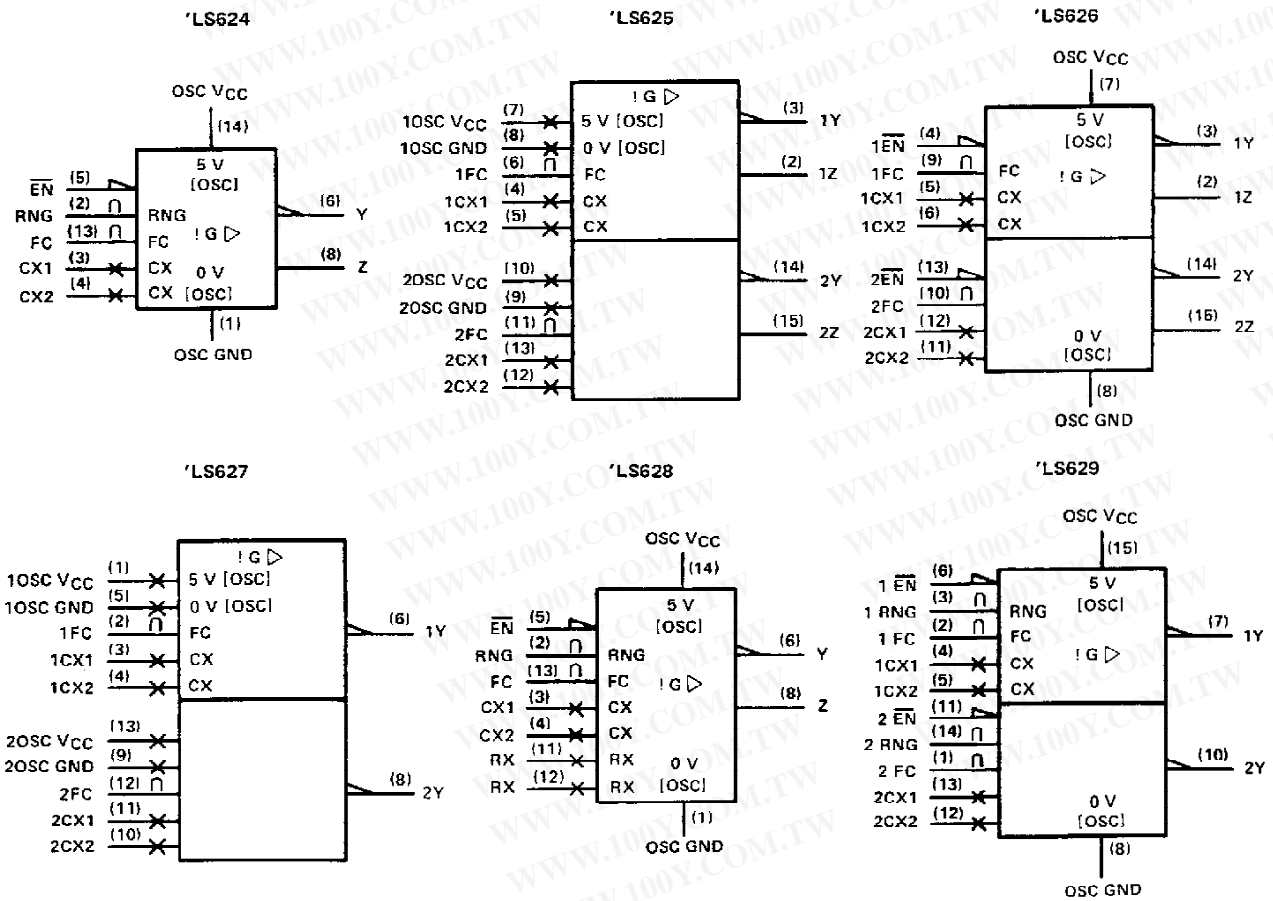 'LS624
OSC VCC
(14)
5 V
[OSC]
EN (5)
RNG (2) RNG
FC (13) FC
CX1 (3) CX
CX2 (4) CX
! G
0 V
[OSC]
(6) Y
(8) Z
(1)
OSC GND
'LS625
! G
1OSC VCC (7) 5 V [OSC]
1OSC GND (8) 0 V [OSC]
1FC (6) FC
1CX1 (4) CX
1CX2 (5) CX
(3) 1Y
(2) 1Z
2OSC VCC (10)
2OSC GND (9)
2FC (11)
2CX1 (13)
2CX2 (12)
(14) 2Y
(15) 2Z
'LS626
OSC VCC
(7)
5 V
[OSC]
1EN (4)
1FC (9) FC
1CX1 (5) CX
1CX2 (6) CX
! G
(3) 1Y
(2) 1Z
2EN (13)
2FC (10)
2CX1 (12)
2CX2 (11)
0 V
[OSC]
(14) 2Y
(15) 2Z
(8)
OSC GND
'LS627
! G
1OSC VCC (1) 5 V [OSC]
1OSC GND (5) 0 V [OSC]
1FC (2) FC
1CX1 (3) CX
1CX2 (4) CX
(6) 1Y
2OSC VCC (13)
2OSC GND (9)
2FC (12)
2CX1 (11)
2CX2 (10)
(8) 2Y
'LS628
OSC VCC
(14)
5 V
[OSC]
EN (5)
RNG (2) RNG
FC (13) FC
CX1 (3) CX
CX2 (4) CX
RX (11) RX
RX (12) RX
! G
0 V
[OSC]
(6) Y
(8) Z
(1)
OSC GND
'LS629
OSC VCC
(15)
5 V
[OSC]
1 EN (6)
1 RNG (3) RNG
1 FC (2) FC
1CX1 (4) CX
1CX2 (5) CX
! G
(7) 1Y
2 EN (11)
2 RNG (14)
2 FC (1)
2CX1 (13)
2CX2 (12)
0 V
[OSC]
(10) 2Y
(8)
OSC GND
WWW.100Y.COM.TW